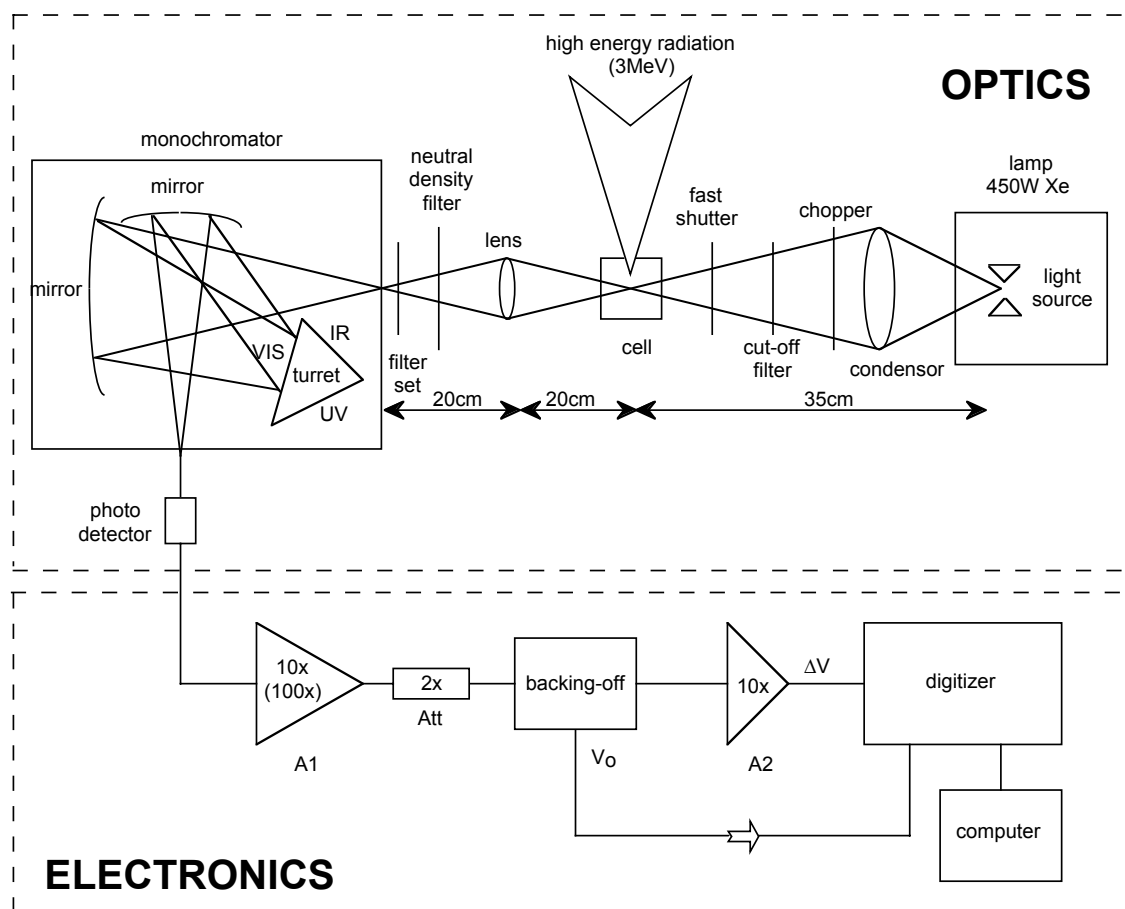 high energy radiation
(3MeV)
OPTICS
monochromator
mirror
neutral
density
filter
lens
fast
shutter
chopper
lamp
450W Xe
mirror
VIS
IR
turret
UV
filter
set
cell
cut-off
filter
condensor
light
source
20cm
20cm
35cm
photo
detector
10x
(100x)
A1
2x
Att
backing-off
Vo
10x
A2
ΔV
digitizer
computer
ELECTRONICS